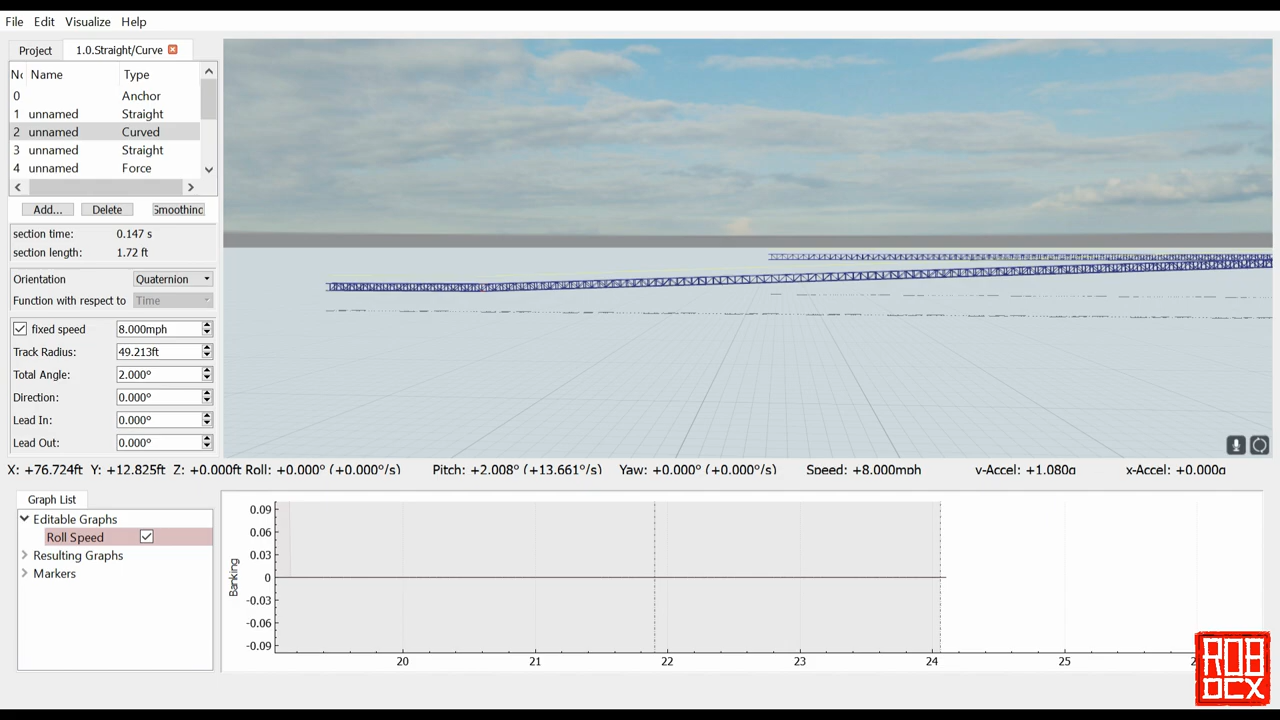 File Edit Visualize Help
Project 1.0.Straight/Curve
Name Type
0 Anchor
1 unnamed Straight
2 unnamed Curved
3 unnamed Straight
4 unnamed Force
Add... Delete Smoothing
section time: 0.147 s
section length: 1.72 ft
Orientation Quaternion
Function with respect to Time
fixed speed 8.000mph
Track Radius: 49.213ft
Total Angle: 2.000°
Direction: 0.000°
Lead In: 0.000°
Lead Out: 0.000°
X: +76.724ft Y: +12.825ft Z: +0.000ft Roll: +0.000° (+0.000°/s) Pitch: +2.008° (+13.661°/s) Yaw: +0.000° (+0.000°/s) Speed: +8.000mph v-Accel: +1.080g x-Accel: +0.000g
Graph List
Editable Graphs
Roll Speed
Resulting Graphs
Markers
Banking
0.09
0.06
0.03
0
-0.03
-0.06
-0.09
20 21 22 23 24 25
ROB
OCX